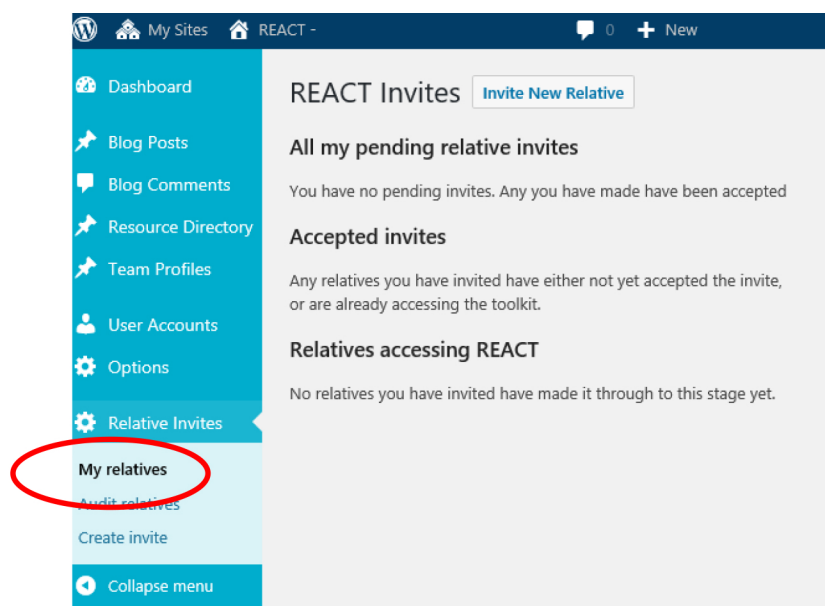 My Sites REACT - 0 New
Dashboard
Blog Posts
Blog Comments
Resource Directory
Team Profiles
User Accounts
Options
Relative Invites
My relatives
Audit relatives
Create invite
Collapse menu
REACT Invites Invite New Relative
All my pending relative invites
You have no pending invites. Any you have made have been accepted
Accepted invites
Any relatives you have invited have either not yet accepted the invite,
or are already accessing the toolkit.
Relatives accessing REACT
No relatives you have invited have made it through to this stage yet.